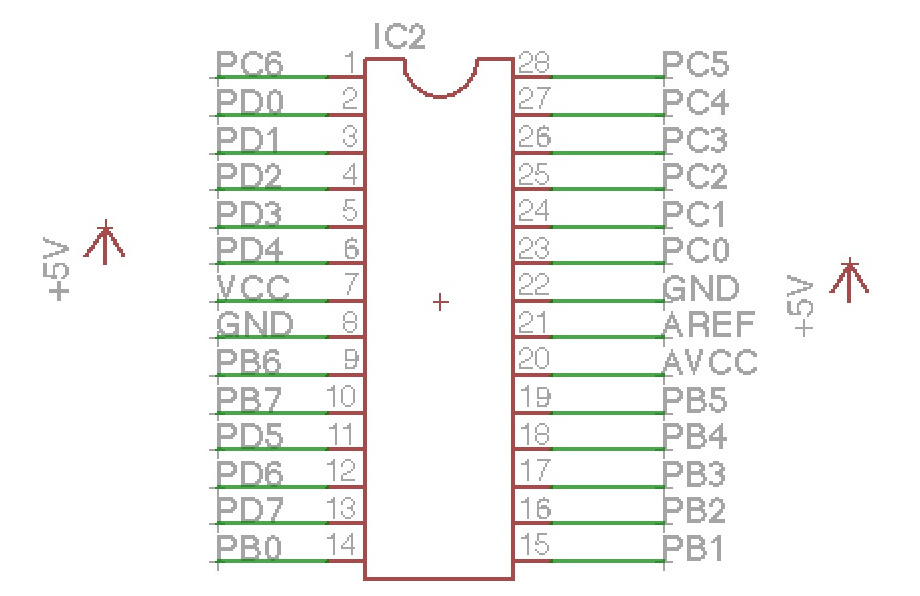 IC2
PC6 1 28 PC5
PD0 2 27 PC4
PD1 3 26 PC3
PD2 4 25 PC2
PD3 5 24 PC1
PD4 6 23 PC0
+5V VCC 7 22 GND +5V
GND 8 21 AREF
PB6 9 20 AVCC
PB7 10 19 PB5
PD5 11 18 PB4
PD6 12 17 PB3
PD7 13 16 PB2
PB0 14 15 PB1